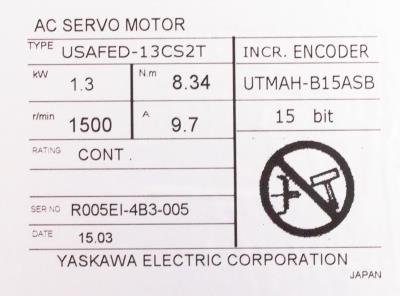 AC SERVO MOTOR
TYPE USAFED-13CS2T INCR. ENCODER
kW 1.3 N.m 8.34 UTMAH-B15ASB
r/min 1500 A 9.7 15 bit
RATING CONT.
SER.NO R005EI-4B3-005
DATE 15.03
YASKAWA ELECTRIC CORPORATION
JAPAN